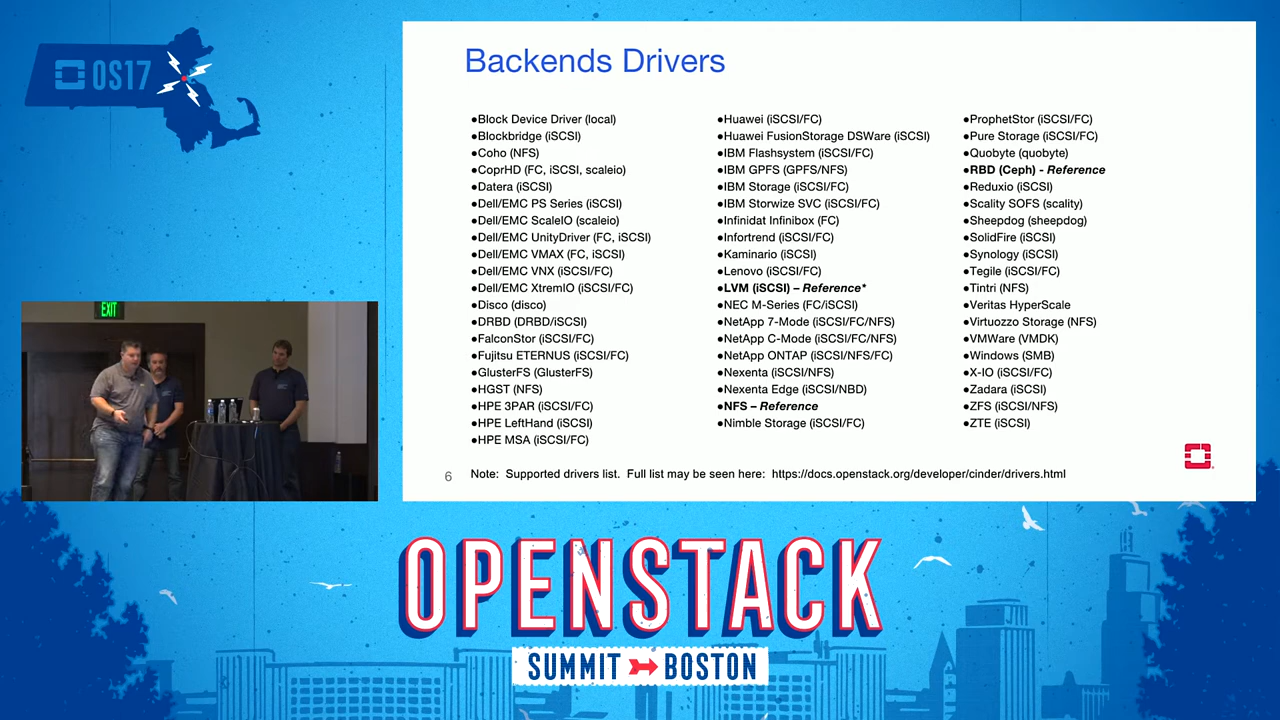 OS17
EXIT
Backends Drivers
●Block Device Driver (local)
●Blockbridge (iSCSI)
●Coho (NFS)
●CoprHD (FC, iSCSI, scaleio)
●Datera (iSCSI)
●Dell/EMC PS Series (iSCSI)
●Dell/EMC ScaleIO (scaleio)
●Dell/EMC UnityDriver (FC, iSCSI)
●Dell/EMC VMAX (FC, iSCSI)
●Dell/EMC VNX (iSCSI/FC)
●Dell/EMC XtremIO (iSCSI/FC)
●Disco (disco)
●DRBD (DRBD/iSCSI)
●FalconStor (iSCSI/FC)
●Fujitsu ETERNUS (iSCSI/FC)
●GlusterFS (GlusterFS)
●HGST (NFS)
●HPE 3PAR (iSCSI/FC)
●HPE LeftHand (iSCSI)
●HPE MSA (iSCSI/FC)
●Huawei (iSCSI/FC)
●Huawei FusionStorage DSWare (iSCSI)
●IBM Flashsystem (iSCSI/FC)
●IBM GPFS (GPFS/NFS)
●IBM Storage (iSCSI/FC)
●IBM Storwize SVC (iSCSI/FC)
●Infinidat Infinibox (FC)
●Infortrend (iSCSI/FC)
●Kaminario (iSCSI)
●Lenovo (iSCSI/FC)
●LVM (iSCSI) – Reference*
●NEC M-Series (FC/iSCSI)
●NetApp 7-Mode (iSCSI/FC/NFS)
●NetApp C-Mode (iSCSI/FC/NFS)
●NetApp ONTAP (iSCSI/NFS/FC)
●Nexenta (iSCSI/NFS)
●Nexenta Edge (iSCSI/NBD)
●NFS – Reference
●Nimble Storage (iSCSI/FC)
●ProphetStor (iSCSI/FC)
●Pure Storage (iSCSI/FC)
●Quobyte (quobyte)
●RBD (Ceph) - Reference
●Reduxio (iSCSI)
●Scality SOFS (scality)
●Sheepdog (sheepdog)
●SolidFire (iSCSI)
●Synology (iSCSI)
●Tegile (iSCSI/FC)
●Tintri (NFS)
●Veritas HyperScale
●Virtuozzo Storage (NFS)
●VMWare (VMDK)
●Windows (SMB)
●X-IO (iSCSI/FC)
●Zadara (iSCSI)
●ZFS (iSCSI/NFS)
●ZTE (iSCSI)
6
Note: Supported drivers list. Full list may be seen here: https://docs.openstack.org/developer/cinder/drivers.html
OPENSTACK
SUMMIT BOSTON